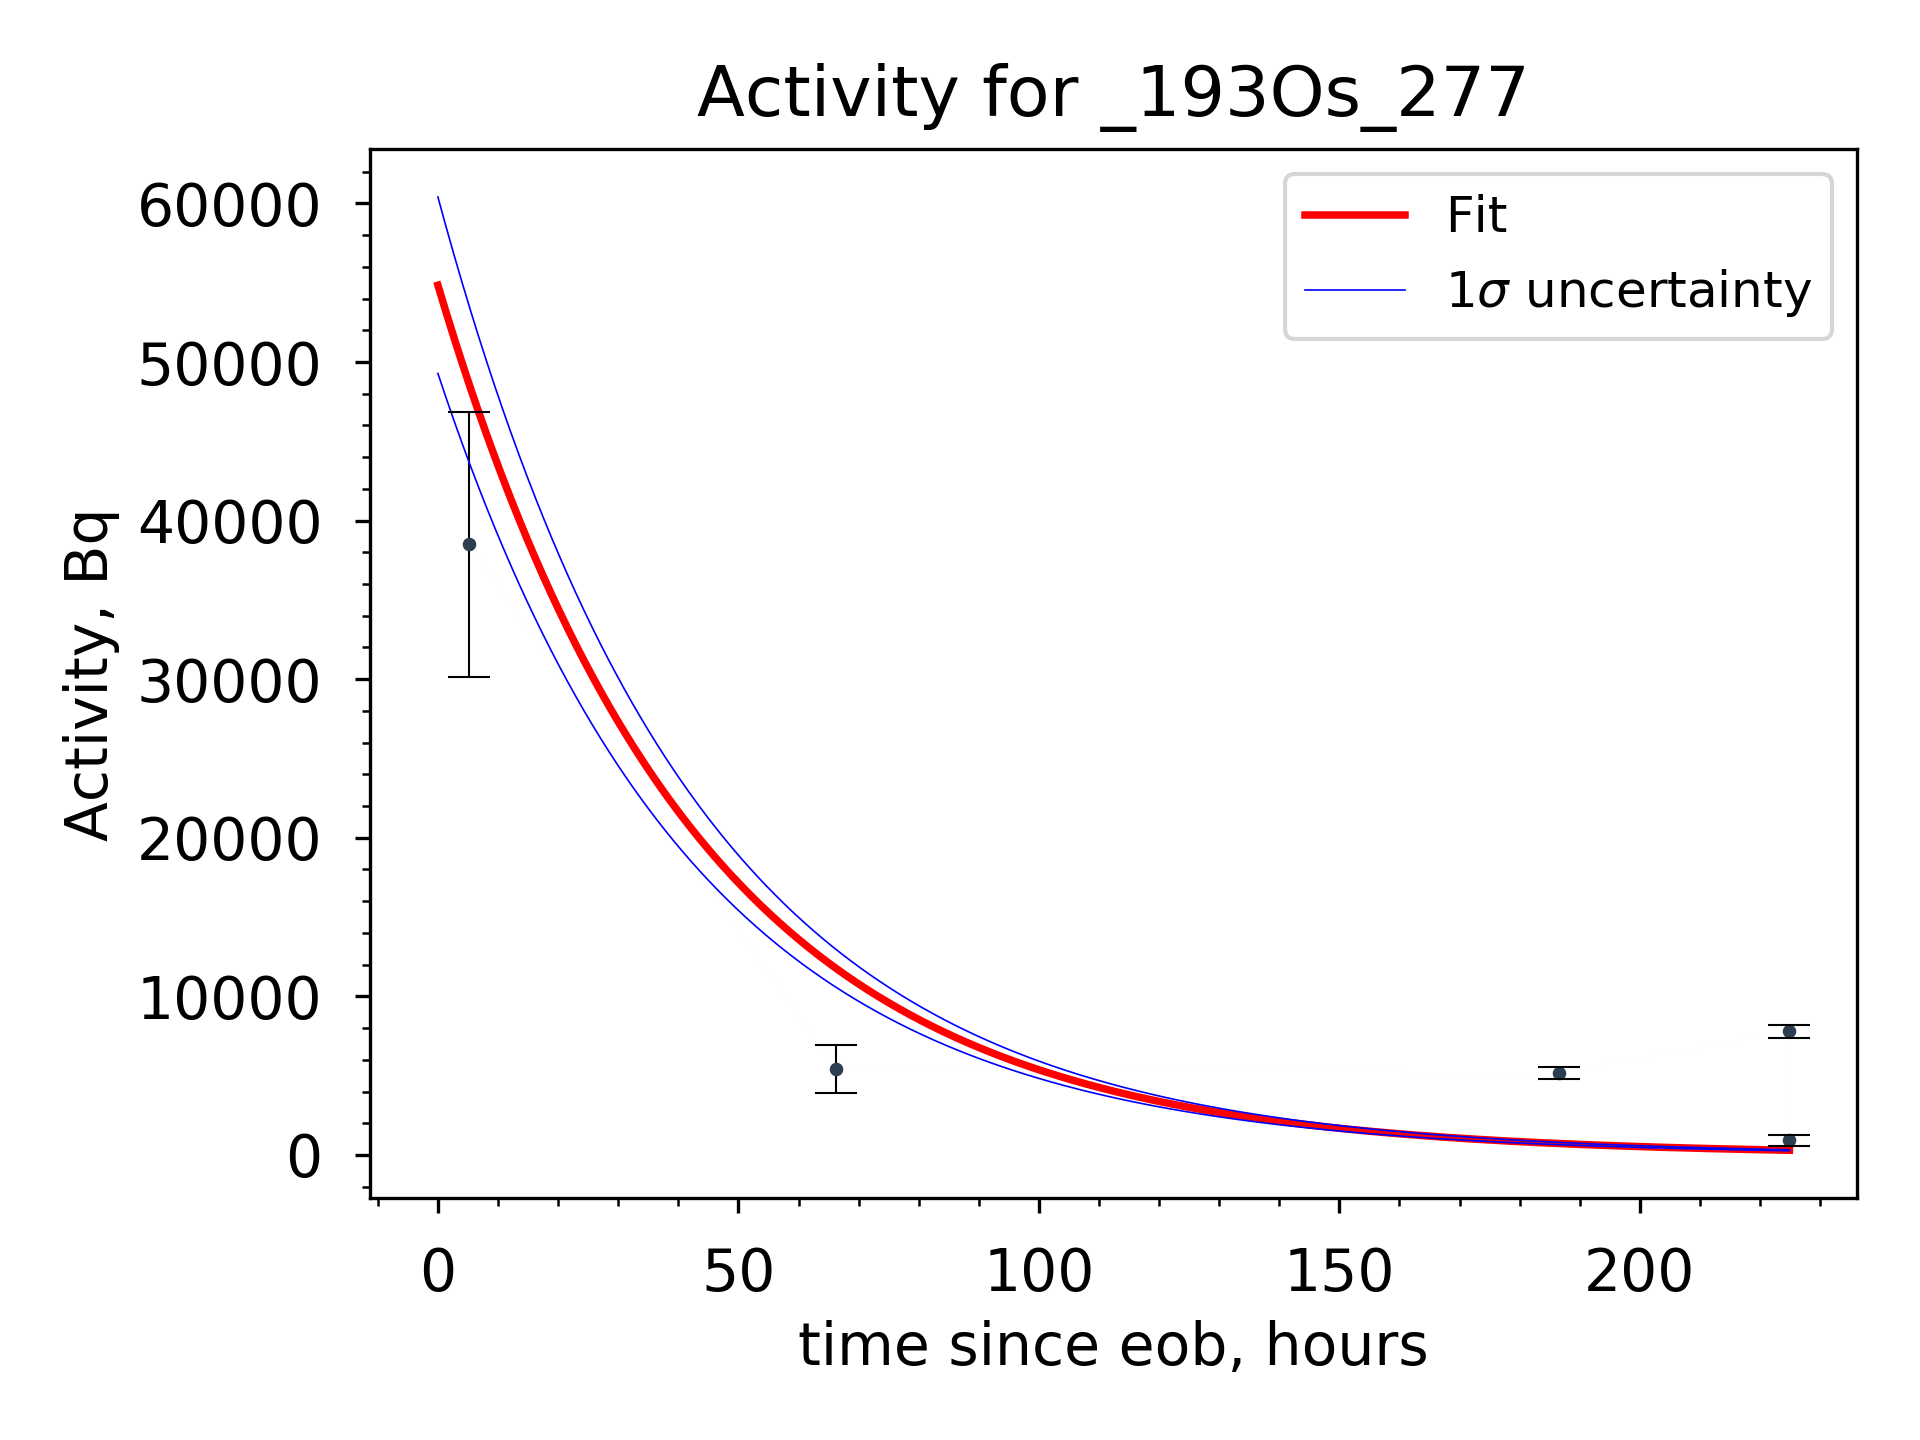 Activity for _193Os_277
Fit
1σ uncertainty
60000
50000
40000
30000
20000
10000
0
Activity, Bq
0 50 100 150 200
time since eob, hours